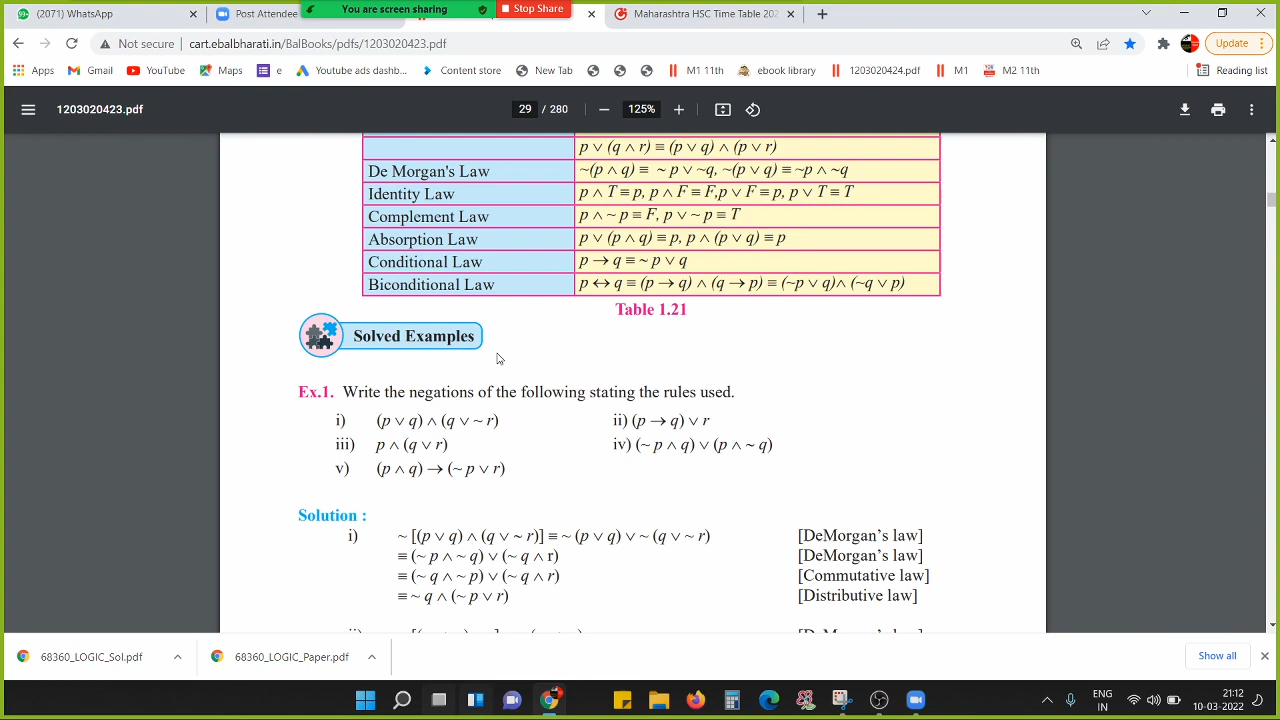 (2071) WhatsApp
Post Attendee
You are screen sharing
Stop Share
Maharashtra HSC Time Table 202
Not secure
cart.ebalbharati.in/BalBooks/pdfs/1203020423.pdf
Update
Apps
Gmail
YouTube
Maps
e
Youtube ads dashb...
Content store
New Tab
M1 11th
ebook library
1203020424.pdf
M1
M2 11th
Reading list
1203020423.pdf
29 / 280
125%
p ∨ (q ∧ r) ≡ (p ∨ q) ∧ (p ∨ r)
De Morgan's Law ~(p ∧ q) ≡ ~ p ∨ ~q, ~(p ∨ q) ≡ ~p ∧ ~q
Identity Law p ∧ T ≡ p, p ∧ F ≡ F,p ∨ F ≡ p, p ∨ T ≡ T
Complement Law p ∧ ~ p ≡ F, p ∨ ~ p ≡ T
Absorption Law p ∨ (p ∧ q) ≡ p, p ∧ (p ∨ q) ≡ p
Conditional Law p → q ≡ ~ p ∨ q
Biconditional Law p ↔ q ≡ (p → q) ∧ (q → p) ≡ (~p ∨ q)∧ (~q ∨ p)
Table 1.21
Solved Examples
Ex.1. Write the negations of the following stating the rules used.
i) (p ∨ q) ∧ (q ∨ ~ r) ii) (p → q) ∨ r
iii) p ∧ (q ∨ r) iv) (~ p ∧ q) ∨ (p ∧ ~ q)
v) (p ∧ q) → (~ p ∨ r)
Solution :
i) ~ [(p ∨ q) ∧ (q ∨ ~ r)] ≡ ~ (p ∨ q) ∨ ~ (q ∨ ~ r) [DeMorgan's law]
≡ (~ p ∧ ~ q) ∨ (~ q ∧ r) [DeMorgan's law]
≡ (~ q ∧ ~ p) ∨ (~ q ∧ r) [Commutative law]
≡ ~ q ∧ (~ p ∨ r) [Distributive law]
68360_LOGIC_Sol.pdf
68360_LOGIC_Paper.pdf
Show all
ENG
IN
21:12
10-03-2022